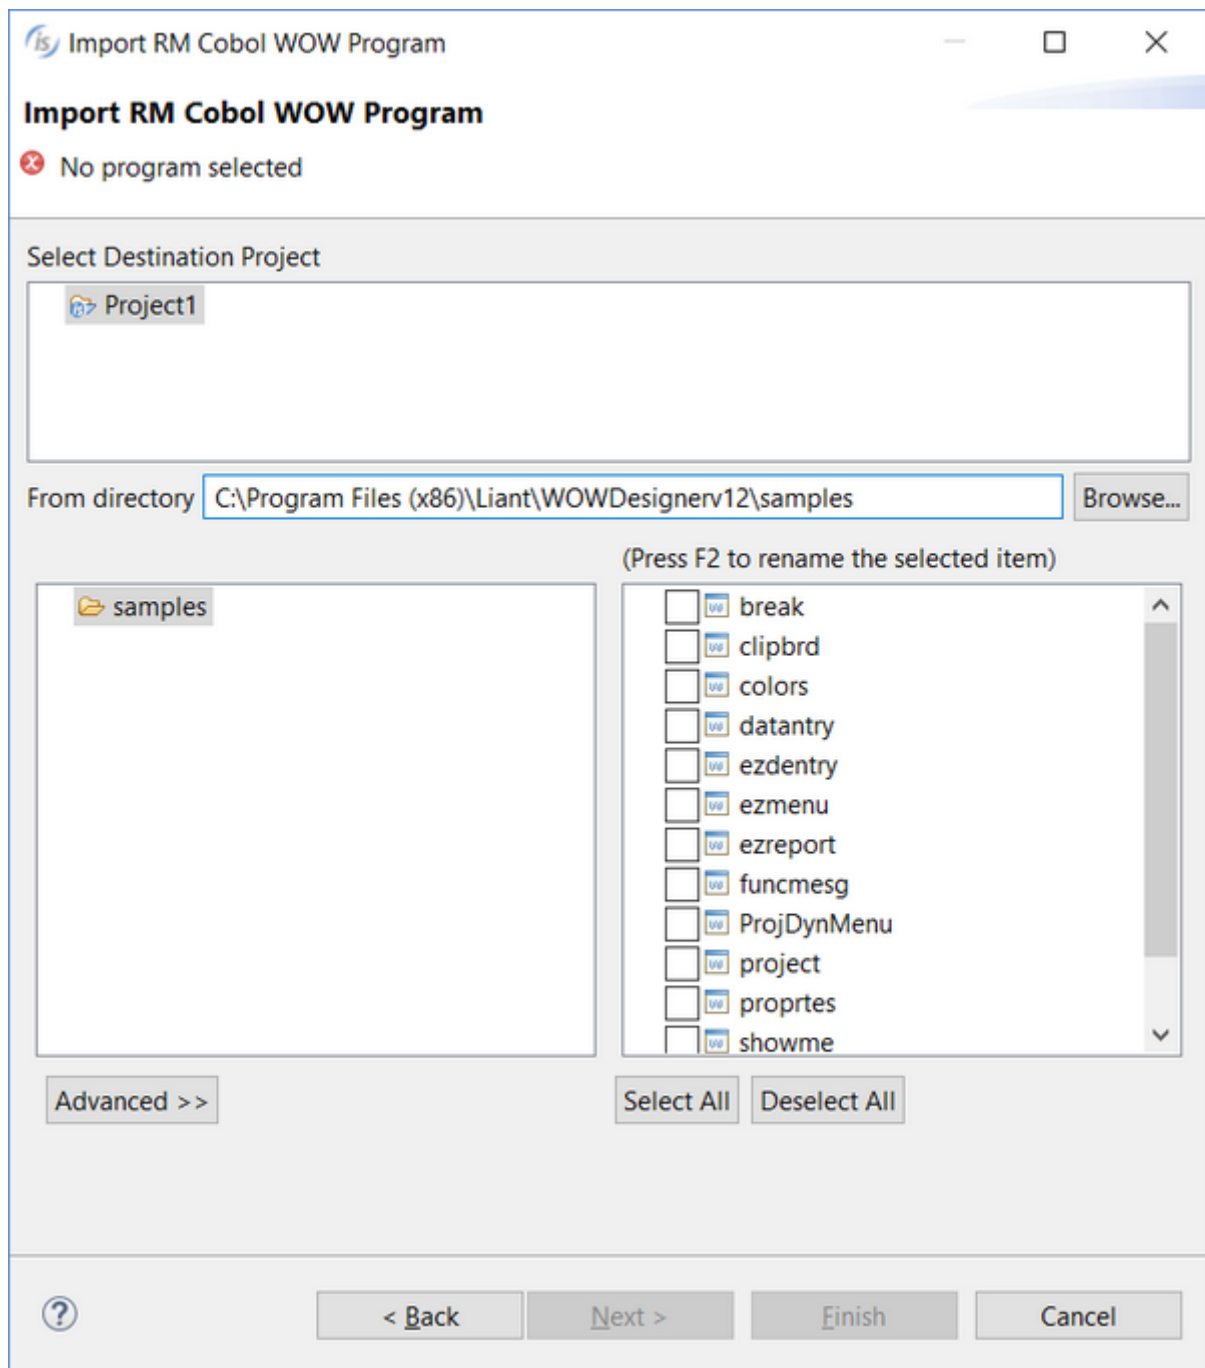 is Import RM Cobol WOW Program
Import RM Cobol WOW Program
No program selected
Select Destination Project
Project1
From directory C:\Program Files (x86)\Liant\WOWDesignerv12\samples Browse...
(Press F2 to rename the selected item)
samples
break
clipbrd
colors
datantry
ezdentry
ezmenu
ezreport
funcmesg
ProjDynMenu
project
proprtes
showme
Advanced >> Select All Deselect All
? < Back Next > Finish Cancel